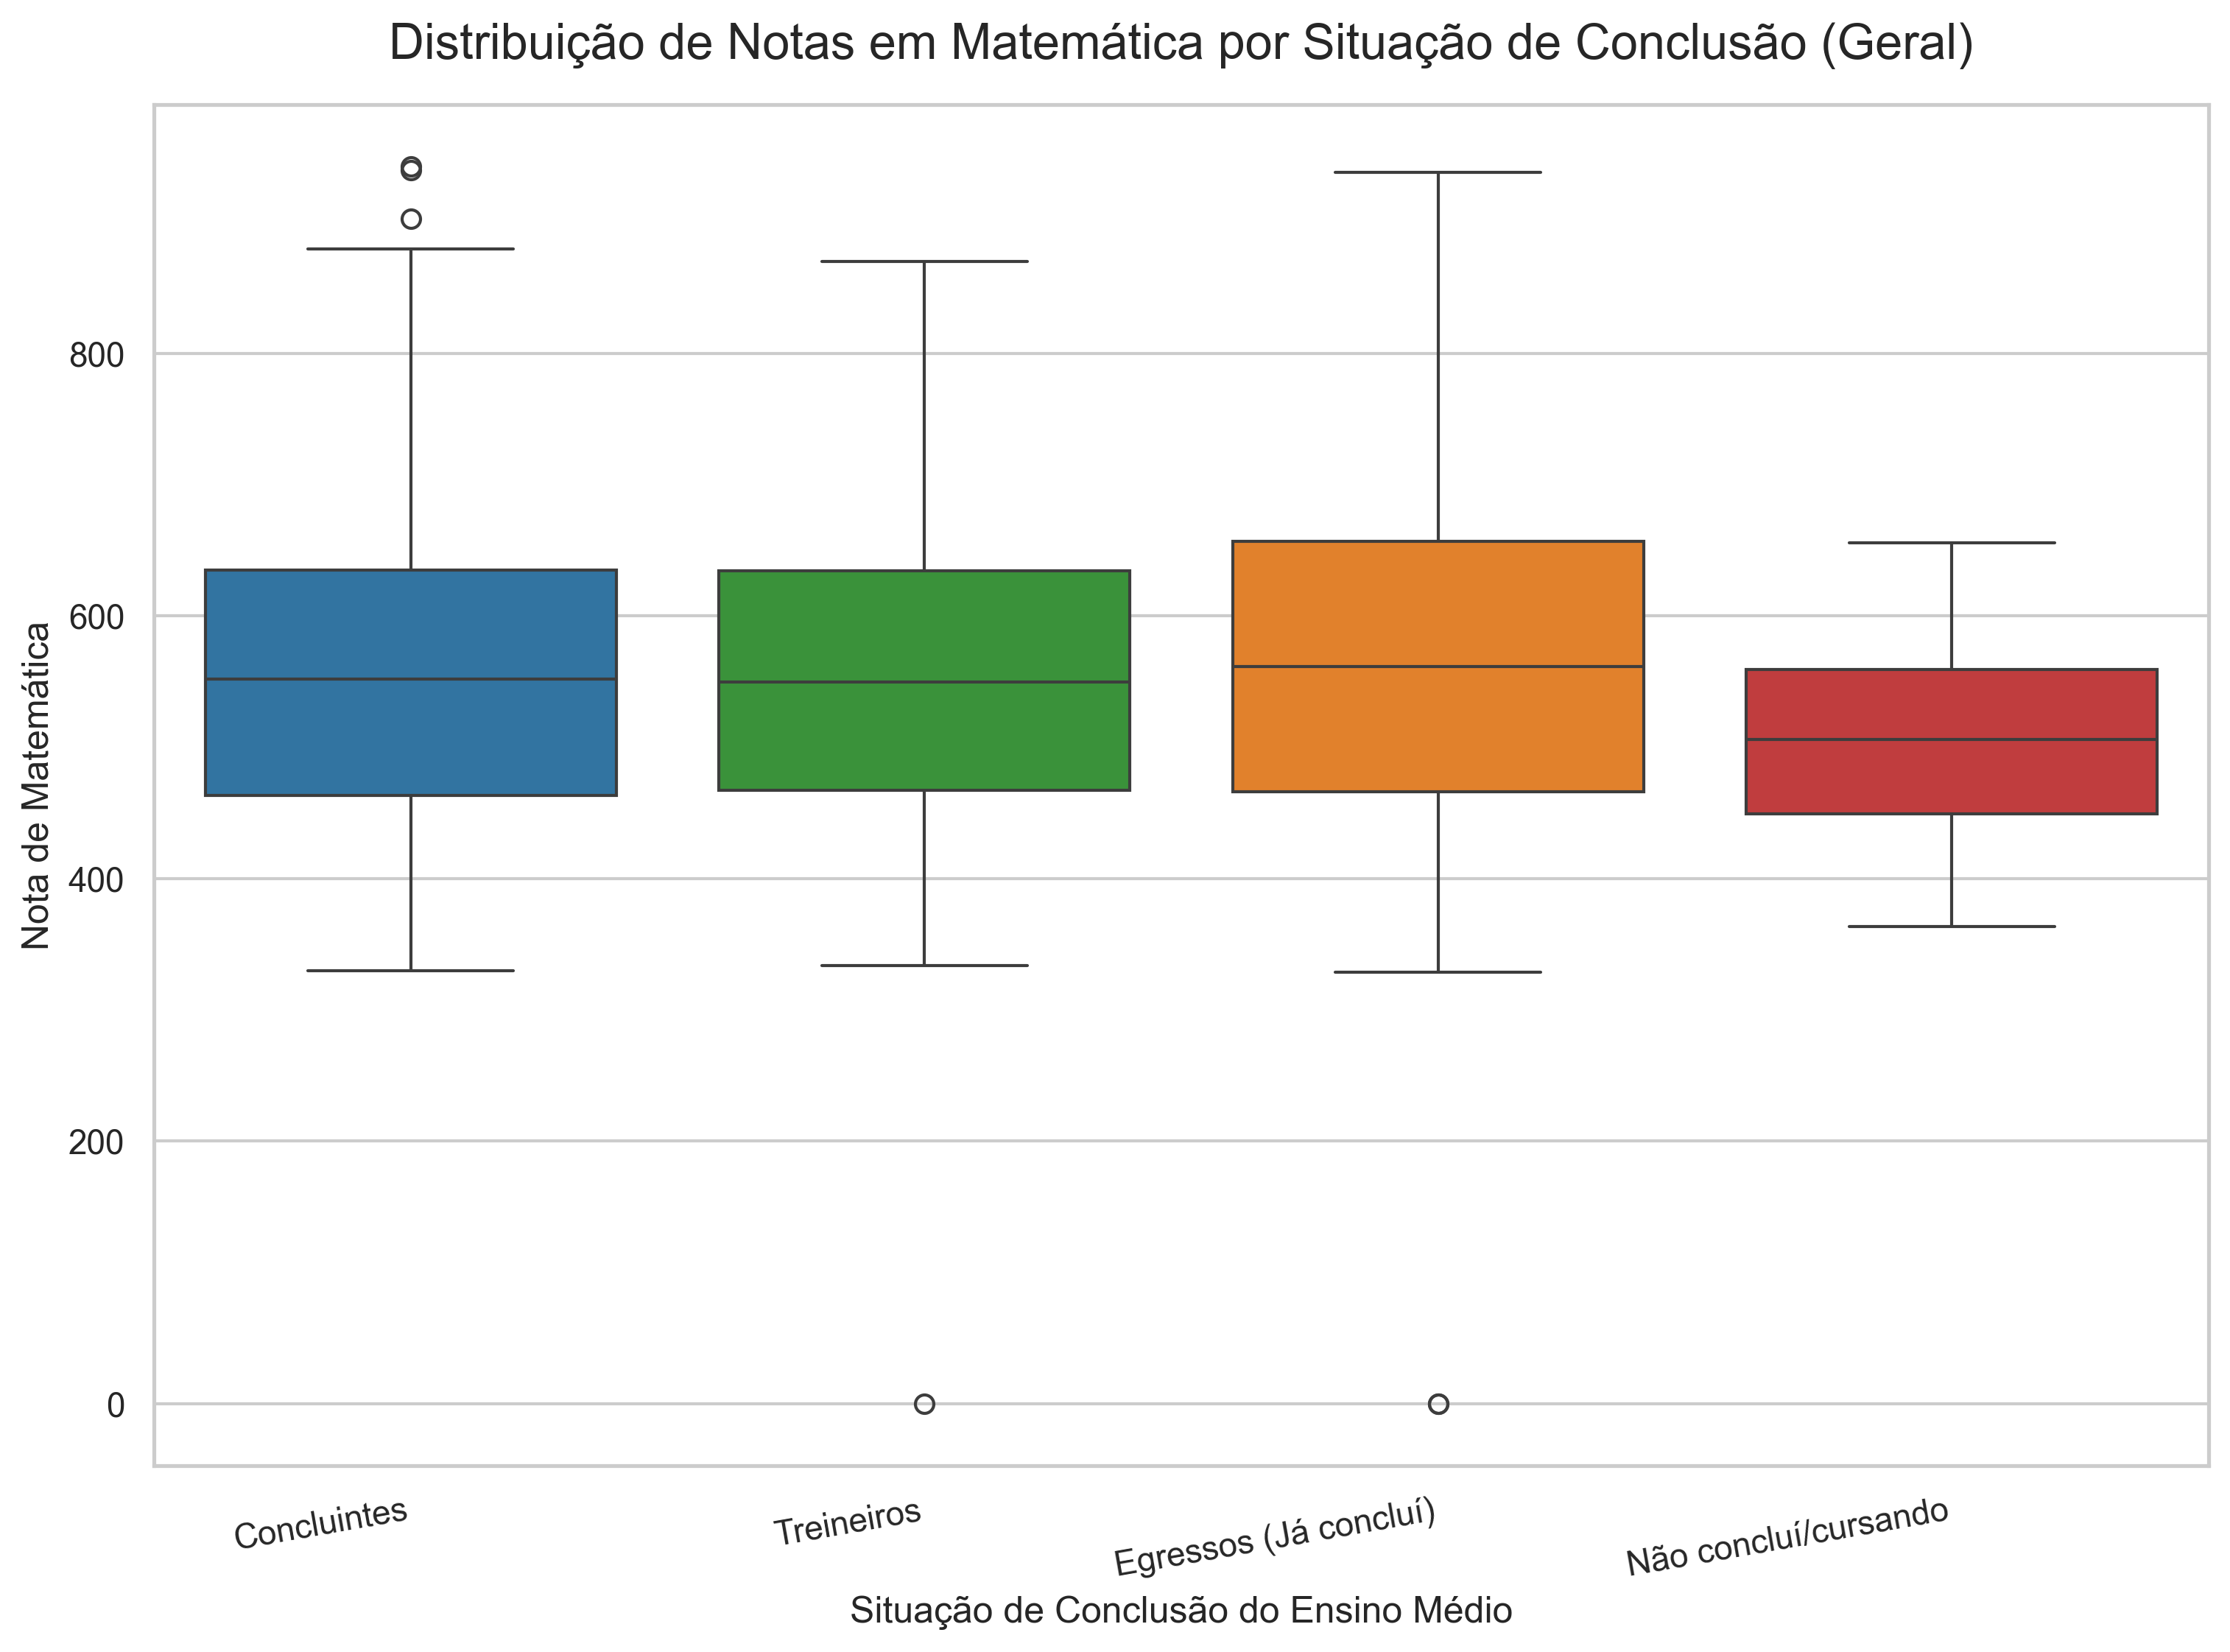 Distribuição de Notas em Matemática por Situação de Conclusão (Geral)
Nota de Matemática
800
600
400
200
0
Concluintes
Treineiros
Egressos (Já concluí)
Não concluí/cursando
Situação de Conclusão do Ensino Médio